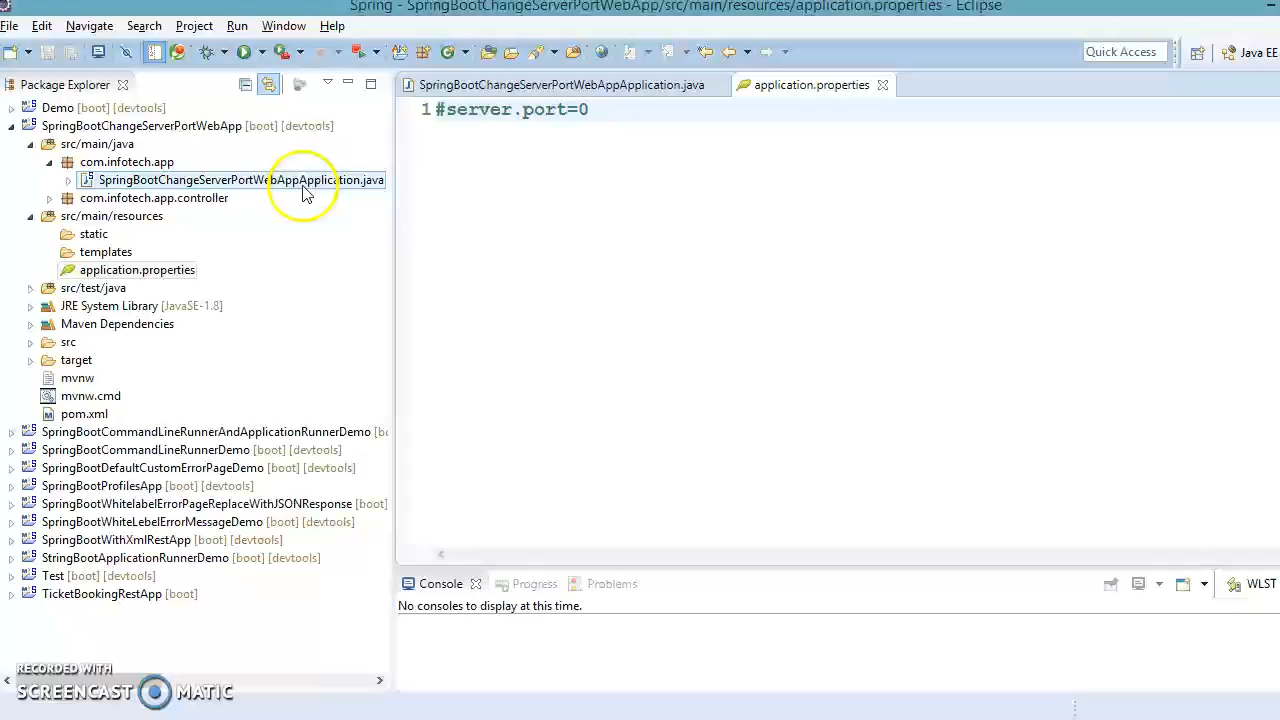 Spring - SpringBootChangeServerPortWebApp/src/main/resources/application.properties - Eclipse
File Edit Navigate Search Project Run Window Help
Quick Access
Java EE
Package Explorer
SpringBootChangeServerPortWebAppApplication.java
application.properties
Demo [boot] [devtools]
SpringBootChangeServerPortWebApp [boot] [devtools]
src/main/java
com.infotech.app
SpringBootChangeServerPortWebAppApplication.java
com.infotech.app.controller
src/main/resources
static
templates
application.properties
src/test/java
JRE System Library [JavaSE-1.8]
Maven Dependencies
src
target
mvnw
mvnw.cmd
pom.xml
SpringBootCommandLineRunnerAndApplicationRunnerDemo [bo
SpringBootCommandLineRunnerDemo [boot] [devtools]
SpringBootDefaultCustomErrorPageDemo [boot] [devtools]
SpringBootProfilesApp [boot] [devtools]
SpringBootWhitelabelErrorPageReplaceWithJSONResponse [boot]
SpringBootWhiteLebelErrorMessageDemo [boot] [devtools]
SpringBootWithXmlRestApp [boot] [devtools]
StringBootApplicationRunnerDemo [boot] [devtools]
Test [boot] [devtools]
TicketBookingRestApp [boot]
1 #server.port=0
Console Progress Problems
WLST
No consoles to display at this time.
RECORDED WITH
SCREENCAST MATIC